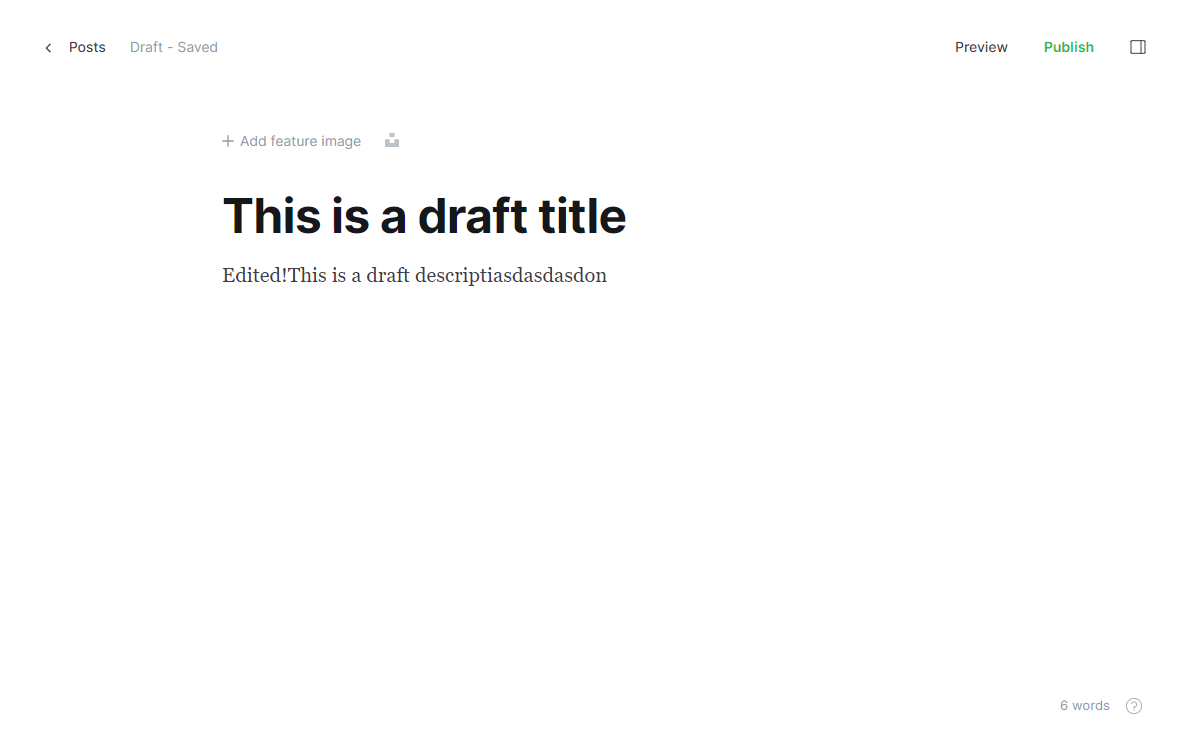 Posts Draft - Saved Preview Publish
Add feature image
This is a draft title
Edited!This is a draft descriptiasdasdasdon
6 words ?